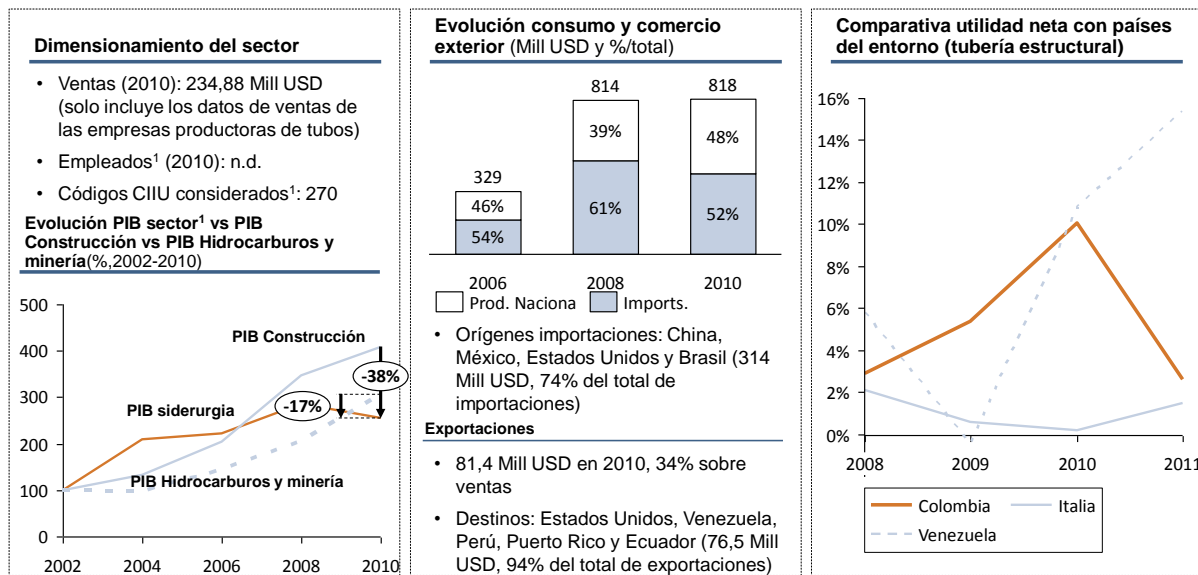 Dimensionamiento del sector
• Ventas (2010): 234,88 Mill USD
(solo incluye los datos de ventas de
las empresas productoras de tubos)
• Empleados¹ (2010): n.d.
• Códigos CIIU considerados¹: 270
Evolución PIB sector¹ vs PIB
Construcción vs PIB Hidrocarburos y
minería(%,2002-2010)
500
400
300
200
100
0
PIB Construcción
-38%
-17%
PIB siderurgia
PIB Hidrocarburos y minería
2002 2004 2006 2008 2010
Evolución consumo y comercio
exterior (Mill USD y %/total)
814 818
39% 48%
329
46% 61% 52%
54%
2006 2008 2010
Prod. Naciona Imports.
• Orígenes importaciones: China,
México, Estados Unidos y Brasil (314
Mill USD, 74% del total de
importaciones)
Exportaciones
• 81,4 Mill USD en 2010, 34% sobre
ventas
• Destinos: Estados Unidos, Venezuela,
Perú, Puerto Rico y Ecuador (76,5 Mill
USD, 94% del total de exportaciones)
Comparativa utilidad neta con países
del entorno (tubería estructural)
16%
14%
12%
10%
8%
6%
4%
2%
0%
2008 2009 2010 2011
Colombia Italia
Venezuela